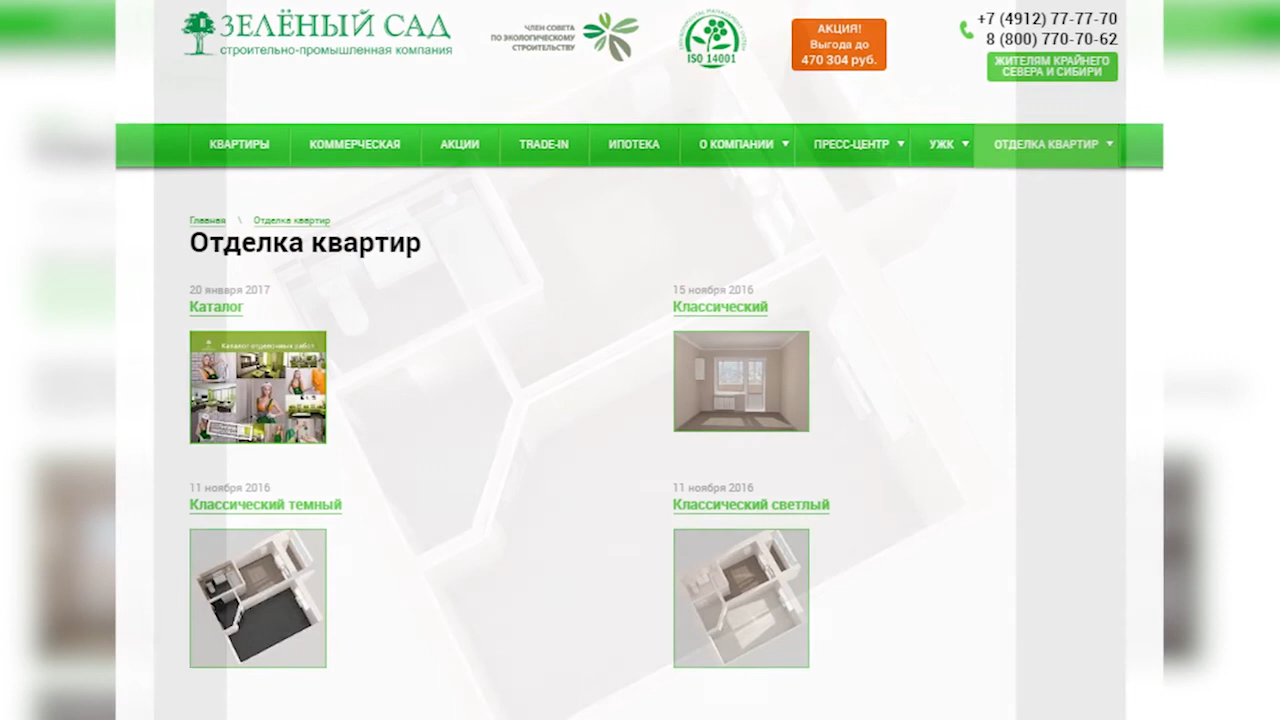 ЗЕЛЁНЫЙ САД
строительно-промышленная компания
ЧЛЕН СОВЕТА
ПО ЭКОЛОГИЧЕСКОМУ
СТРОИТЕЛЬСТВУ
ISO 14001
АКЦИЯ!
Выгода до
470 304 руб.
+7 (4912) 77-77-70
8 (800) 770-70-62
ЖИТЕЛЯМ КРАЙНЕГО
СЕВЕРА И СИБИРИ
КВАРТИРЫ КОММЕРЧЕСКАЯ АКЦИИ TRADE-IN ИПОТЕКА О КОМПАНИИ ПРЕСС-ЦЕНТР УЖК ОТДЕЛКА КВАРТИР
Главная \ Отделка квартир
Отделка квартир
20 января 2017
Каталог
Каталог отделочных работ
15 ноября 2016
Классический
11 ноября 2016
Классический темный
11 ноября 2016
Классический светлый